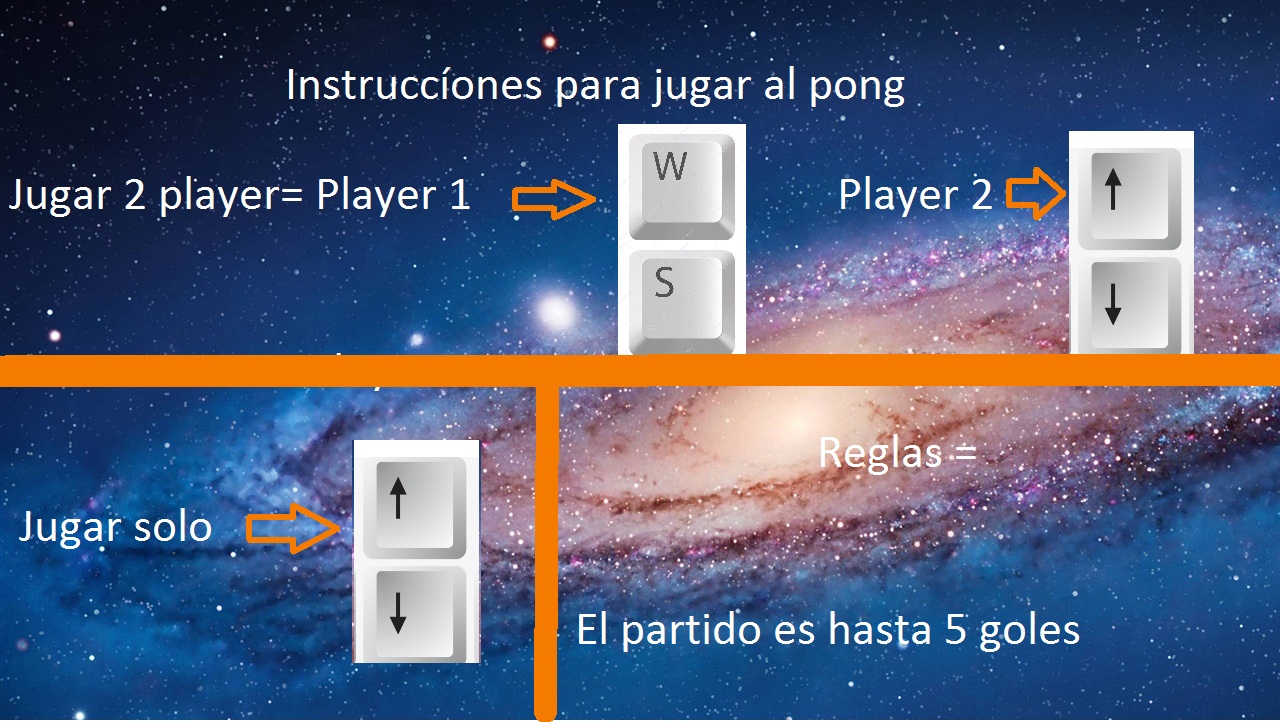 Instruccíones para jugar al pong
Jugar 2 player= Player 1
W
S
Player 2
↑
↓
Jugar solo
↑
↓
Reglas =
El partido es hasta 5 goles